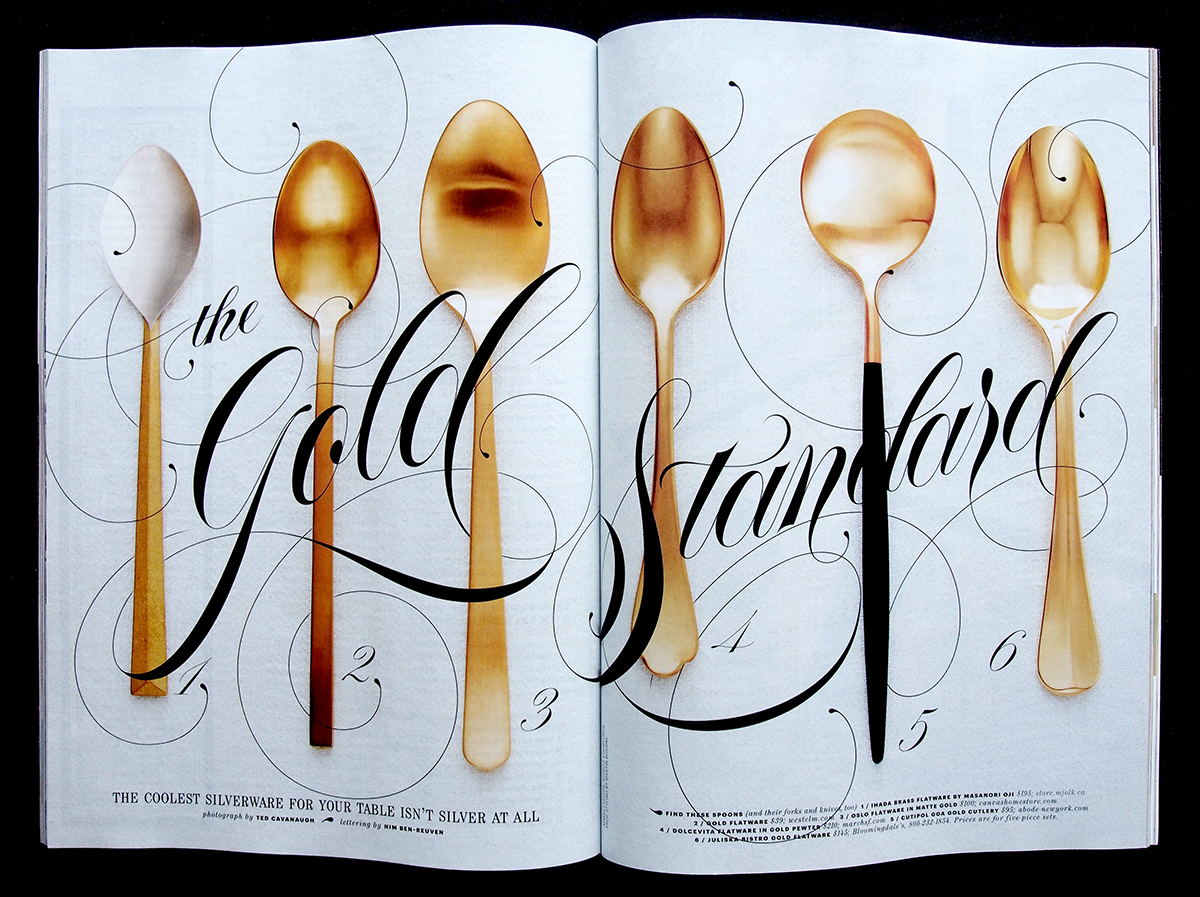 the
Gold Standard
1
2
3
4
5
6
THE COOLEST SILVERWARE FOR YOUR TABLE ISN'T SILVER AT ALL
photograph by TED CAVANAUGH lettering by NIM BEN-REUVEN
FIND THESE SPOONS (and their forks and knives, too) 1 / IHADA BRASS FLATWARE BY MASANORI OJI $195; store.mjolk.ca
2 / GOLD FLATWARE $39; westelm.com 3 / OSLO FLATWARE IN MATTE GOLD $100; canvashomestore.com
4 / DOLCEVITA FLATWARE IN GOLD PEWTER $210; marchsf.com 5 / CUTIPOL GOA GOLD CUTLERY $95; abode-newyork.com
6 / JULISKA BISTRO GOLD FLATWARE $145; Bloomingdale's, 800-232-1854. Prices are for five-piece sets.